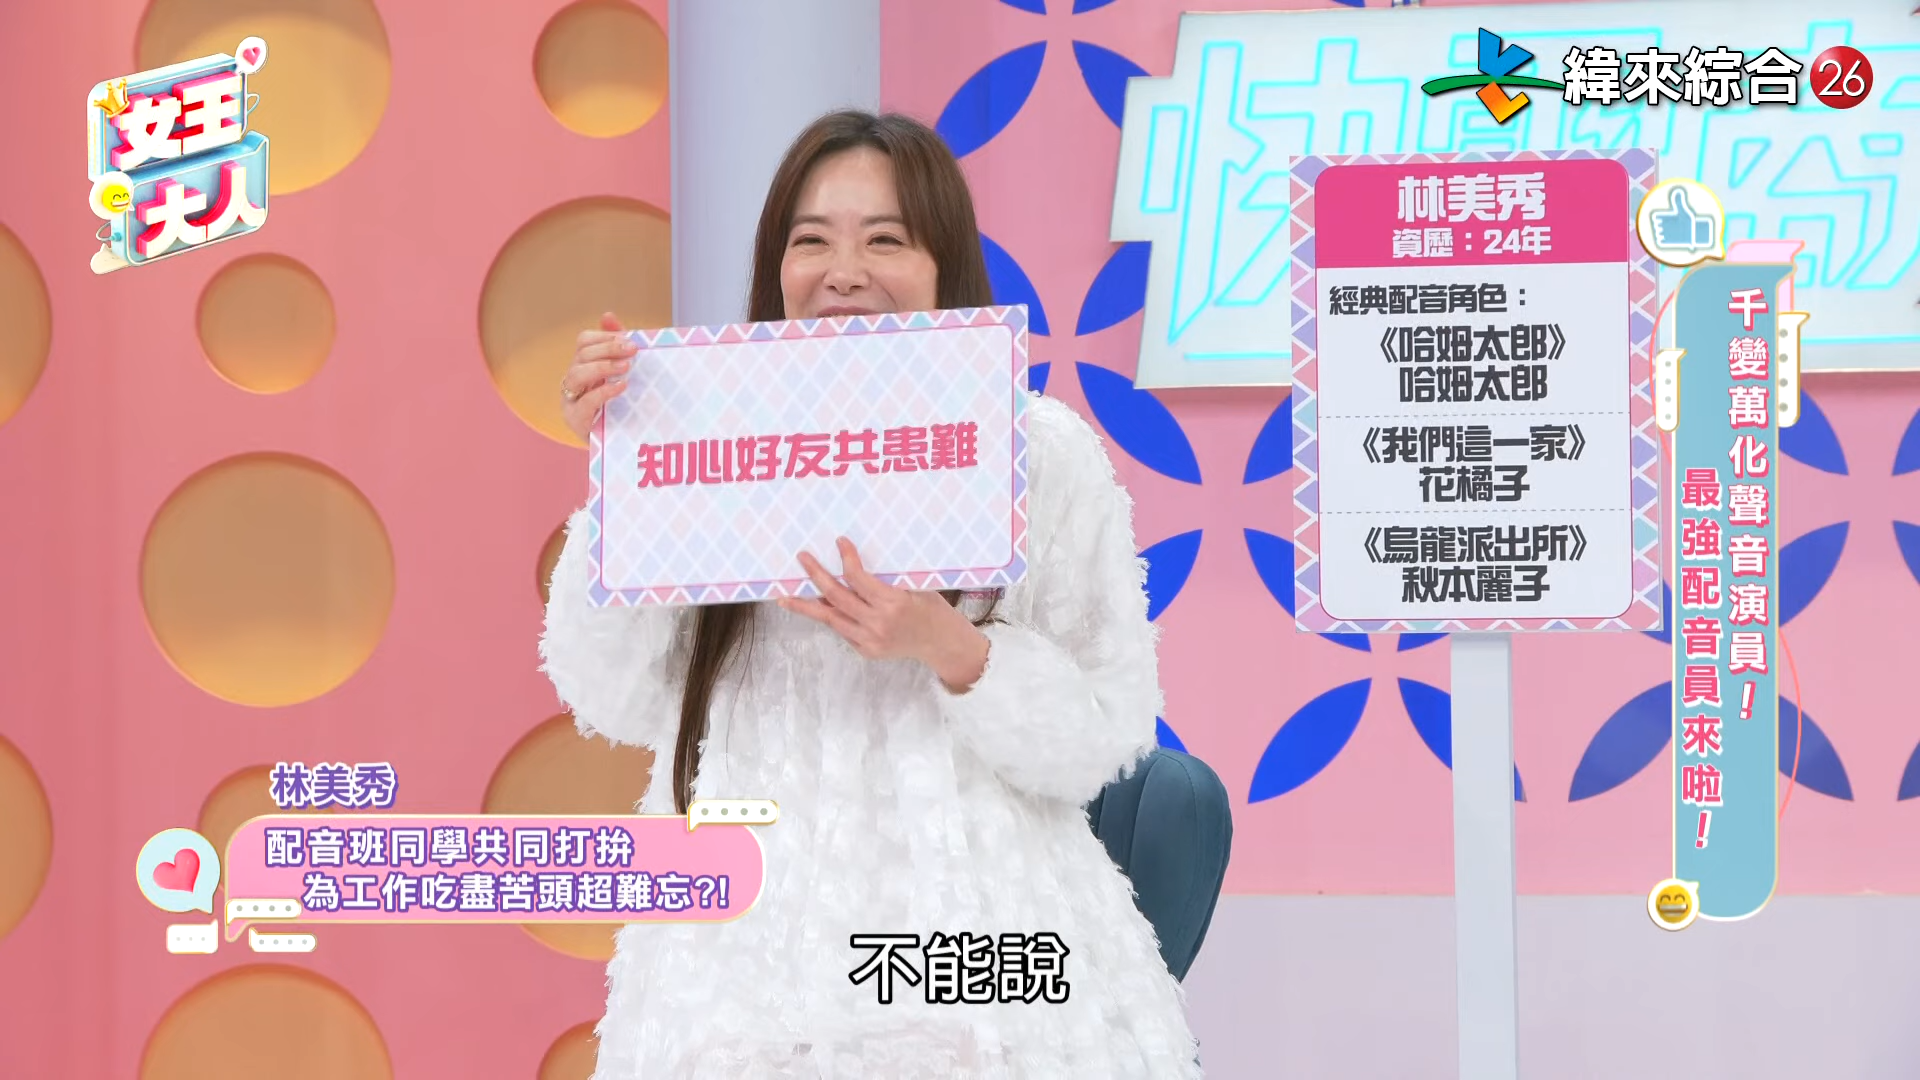 女王
大人
緯來綜合 26
林美秀
資歷：24年
經典配音角色：
《哈姆太郎》
哈姆太郎
《我們這一家》
花橘子
《烏龍派出所》
秋本麗子
千變萬化聲音演員！
最強配音員來啦！
知心好友共患難
林美秀
配音班同學共同打拚
為工作吃盡苦頭超難忘?!
不能說